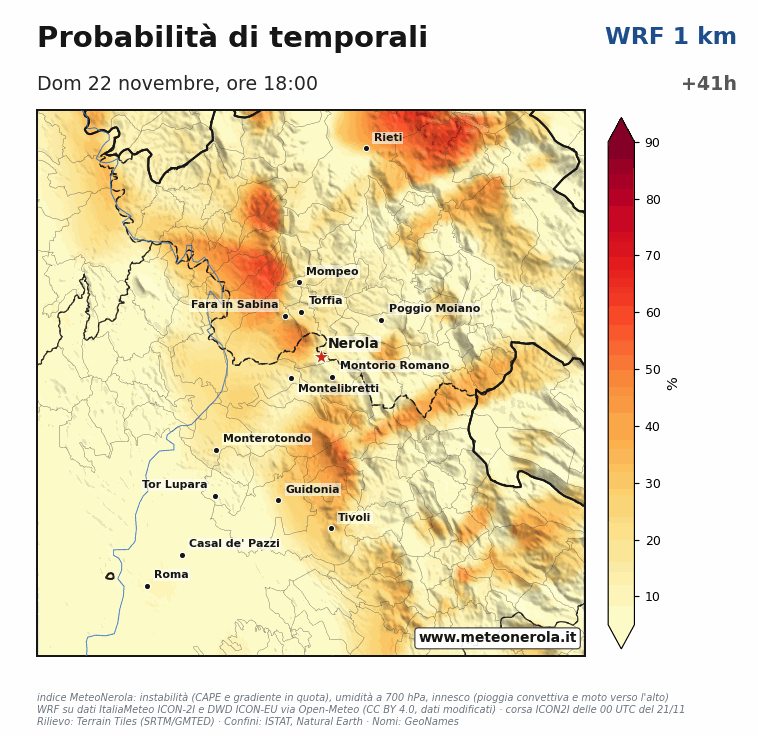 Probabilità di temporali
WRF 1 km
Dom 22 novembre, ore 18:00
+41h
Rieti
Mompeo
Fara in Sabina
Toffia
Poggio Moiano
Nerola
Montorio Romano
Montelibretti
Monterotondo
Tor Lupara
Guidonia
Tivoli
Casal de' Pazzi
Roma
www.meteonerola.it
90
80
70
60
50
40
30
20
10
%
indice MeteoNerola: instabilità (CAPE e gradiente in quota), umidità a 700 hPa, innesco (pioggia convettiva e moto verso l'alto)
WRF su dati ItaliaMeteo ICON-2I e DWD ICON-EU via Open-Meteo (CC BY 4.0, dati modificati) · corsa ICON2I delle 00 UTC del 21/11
Rilievo: Terrain Tiles (SRTM/GMTED) · Confini: ISTAT, Natural Earth · Nomi: GeoNames